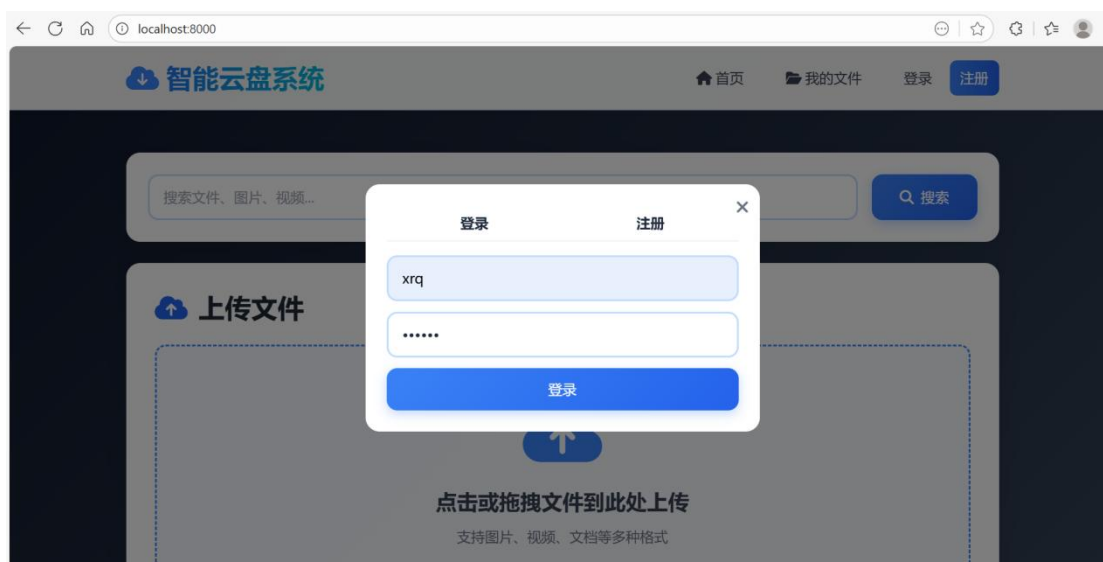 localhost:8000
智能云盘系统 首页 我的文件 登录 注册
搜索文件、图片、视频... 搜索
登录 注册
xrq
••••••
登录
上传文件
点击或拖拽文件到此处上传
支持图片、视频、文档等多种格式